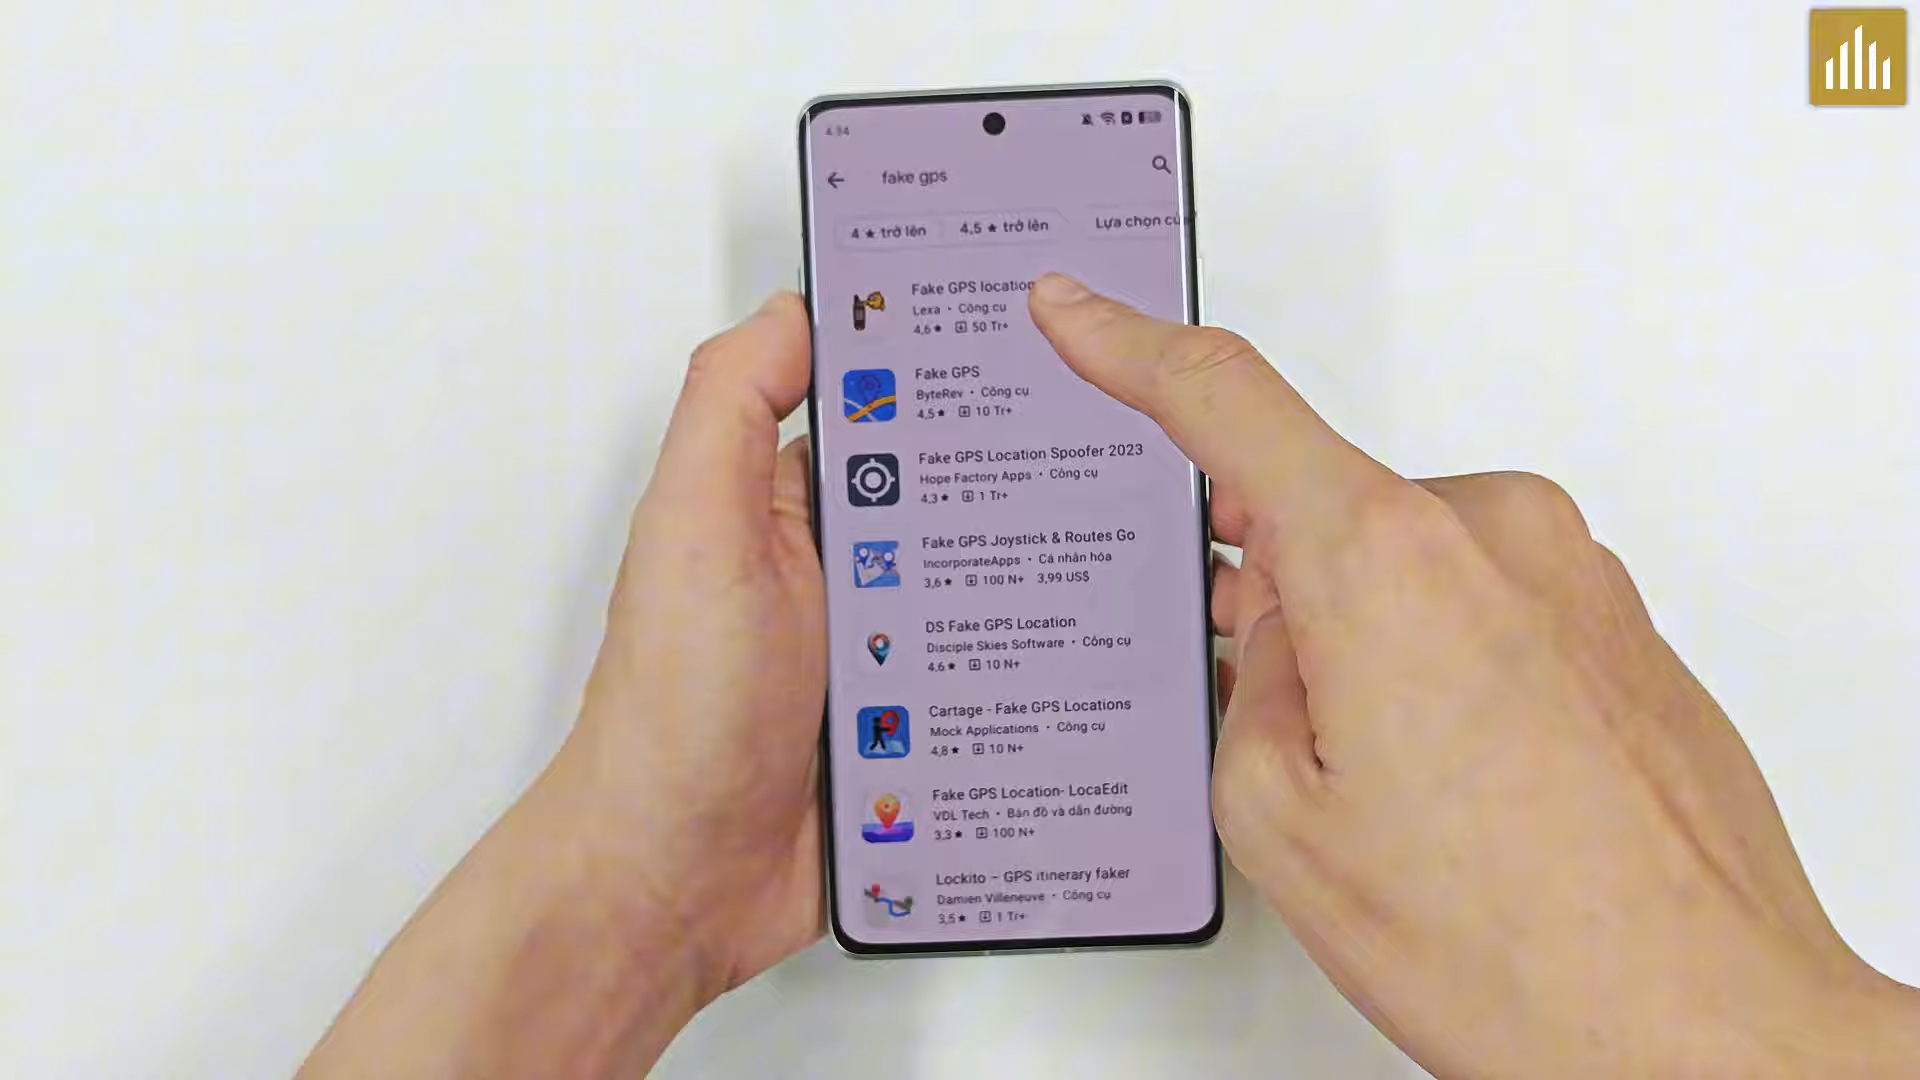 4:34
fake gps
4 ★ trở lên
4,5 ★ trở lên
Lựa chọn củ
Fake GPS location
Lexa • Công cụ
4,6★ 50 Tr+
Fake GPS
ByteRev • Công cụ
4,5★ 10 Tr+
Fake GPS Location Spoofer 2023
Hope Factory Apps • Công cụ
4,3★ 1 Tr+
Fake GPS Joystick & Routes Go
IncorporateApps • Cá nhân hóa
3,6★ 100 N+ 3,99 US$
DS Fake GPS Location
Disciple Skies Software • Công cụ
4,6★ 10 N+
Cartage - Fake GPS Locations
Mock Applications • Công cụ
4,8★ 10 N+
Fake GPS Location- LocaEdit
VDL Tech • Bản đồ và dẫn đường
3,3★ 100 N+
Lockito – GPS itinerary faker
Damien Villeneuve • Công cụ
3,5★ 1 Tr+